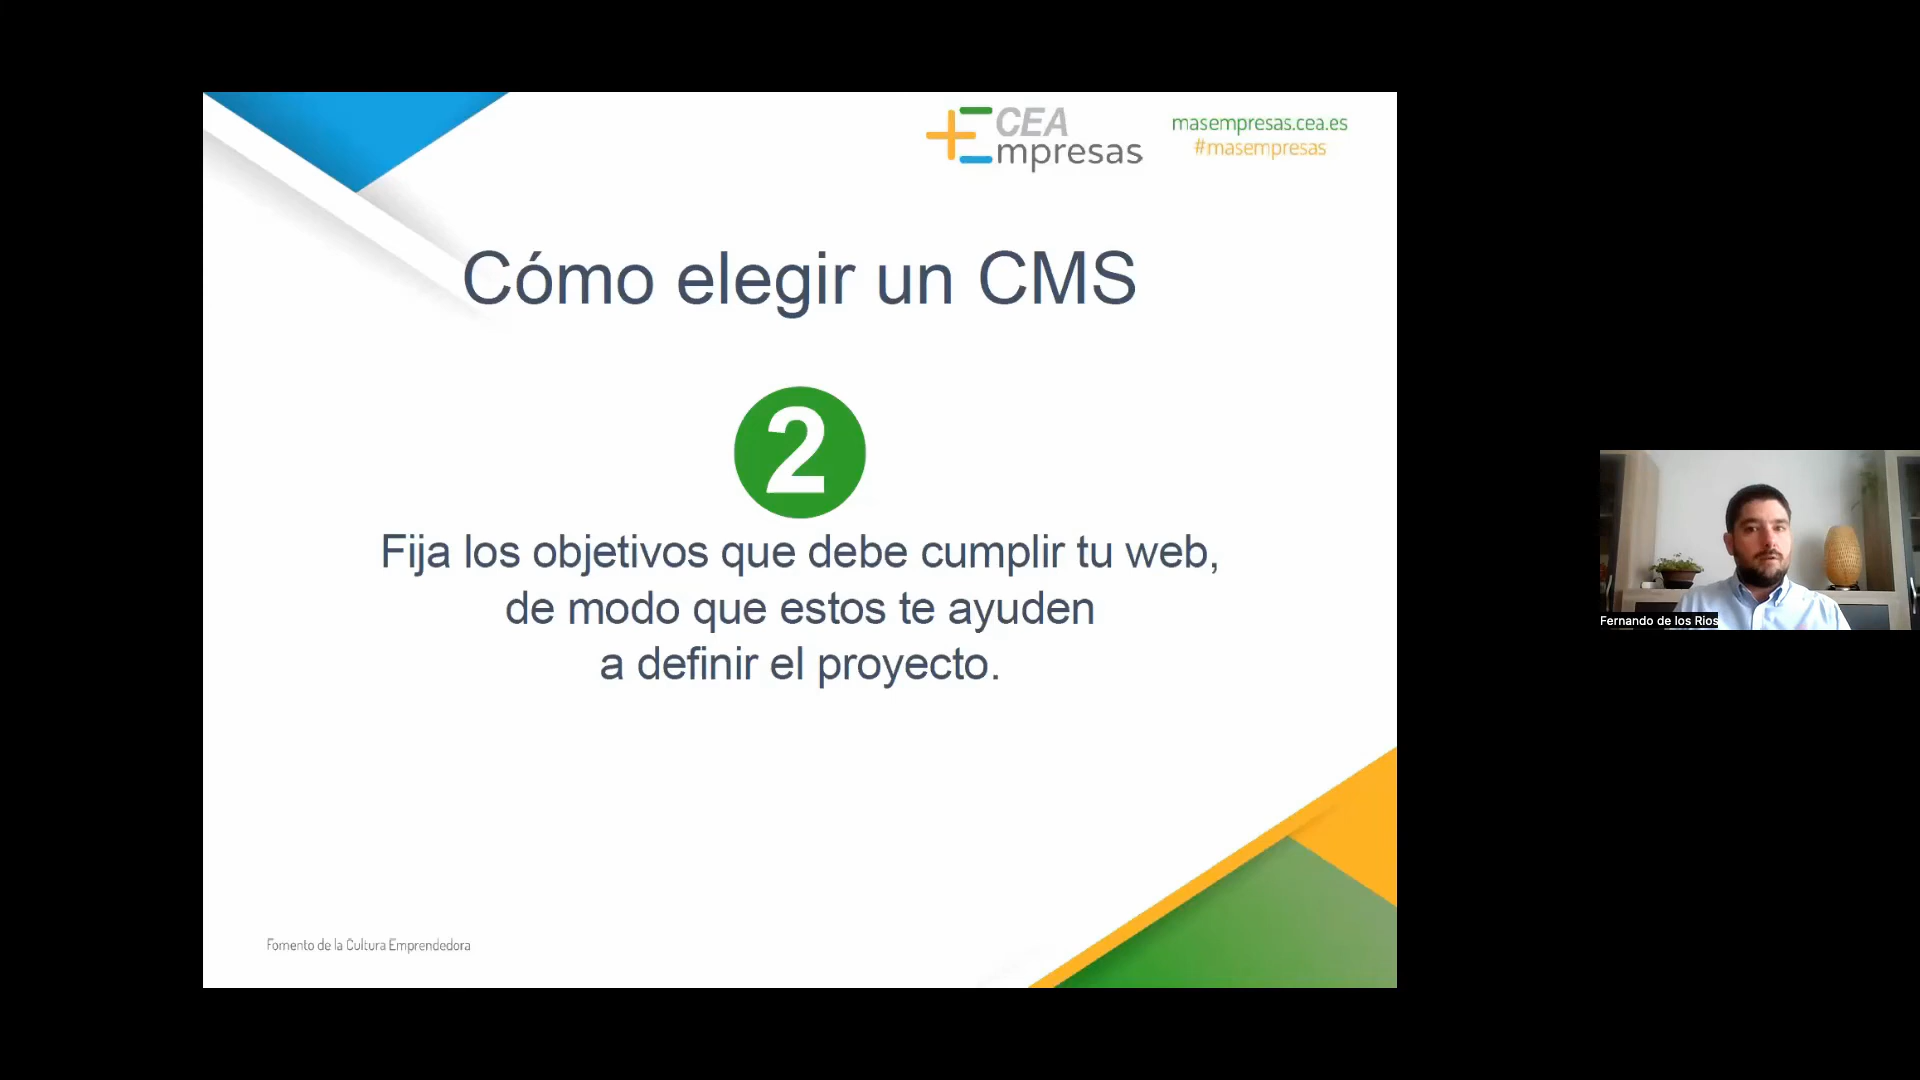 CEA
Empresas
masempresas.cea.es
#masempresas
Cómo elegir un CMS
2
Fija los objetivos que debe cumplir tu web,
de modo que estos te ayuden
a definir el proyecto.
Fernando de los Rios
Fomento de la Cultura Emprendedora